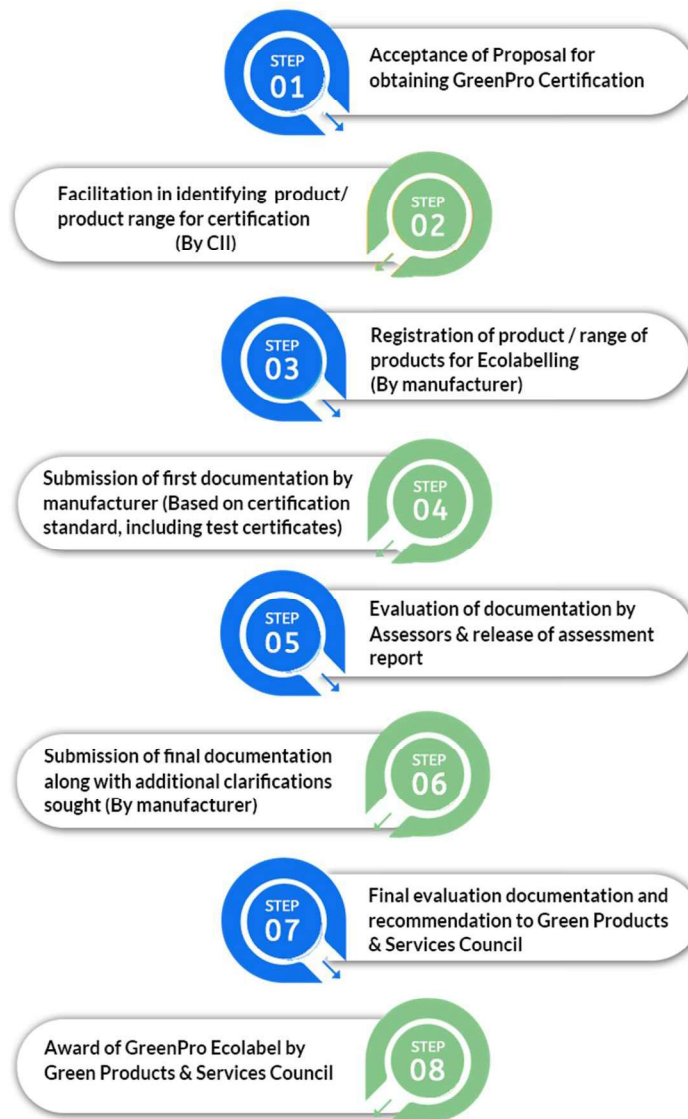 STEP
01
Acceptance of Proposal for
obtaining GreenPro Certification
Facilitation in identifying product/
product range for certification
(By CII)
STEP
02
STEP
03
Registration of product / range of
products for Ecolabelling
(By manufacturer)
Submission of first documentation by
manufacturer (Based on certification
standard, including test certificates)
STEP
04
STEP
05
Evaluation of documentation by
Assessors & release of assessment
report
Submission of final documentation
along with additional clarifications
sought (By manufacturer)
STEP
06
STEP
07
Final evaluation documentation and
recommendation to Green Products
& Services Council
Award of GreenPro Ecolabel by
Green Products & Services Council
STEP
08